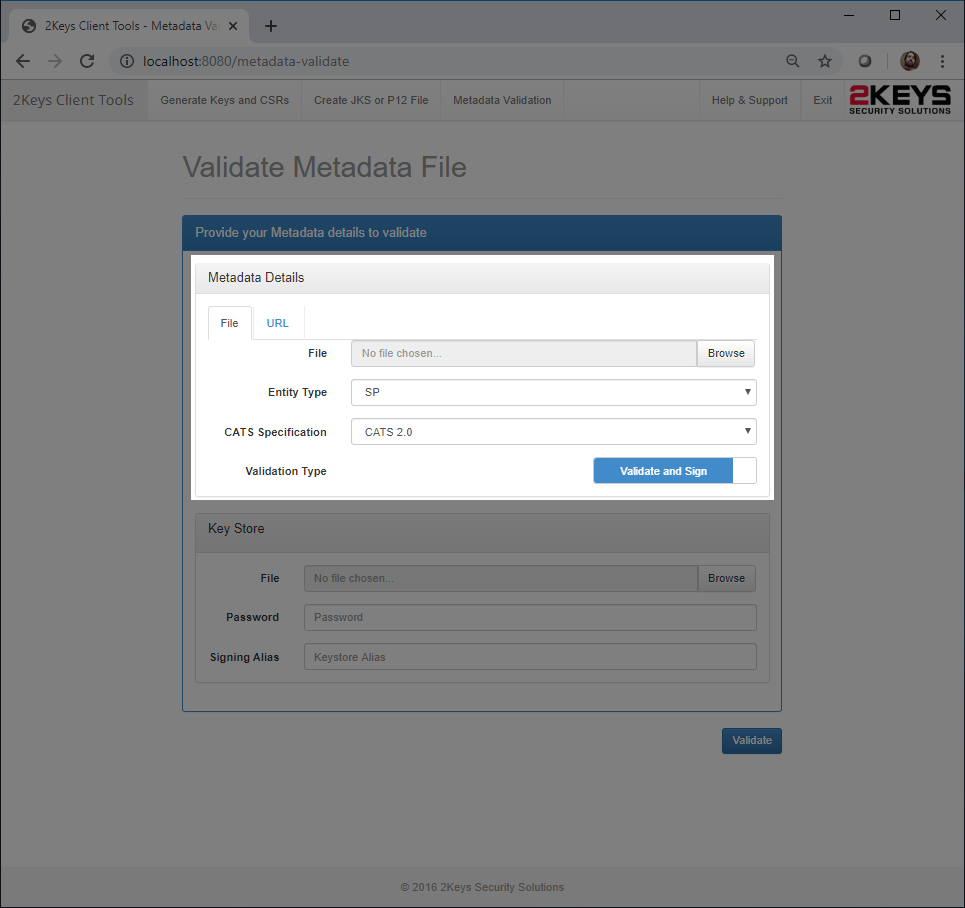 2Keys Client Tools - Metadata Va
localhost:8080/metadata-validate
2Keys Client Tools
Generate Keys and CSRs
Create JKS or P12 File
Metadata Validation
Help & Support
Exit
2KEYS
SECURITY SOLUTIONS
Validate Metadata File
Provide your Metadata details to validate
Metadata Details
File URL
File No file chosen... Browse
Entity Type SP
CATS Specification CATS 2.0
Validation Type Validate and Sign
Key Store
File No file chosen... Browse
Password Password
Signing Alias Keystore Alias
Validate
© 2016 2Keys Security Solutions